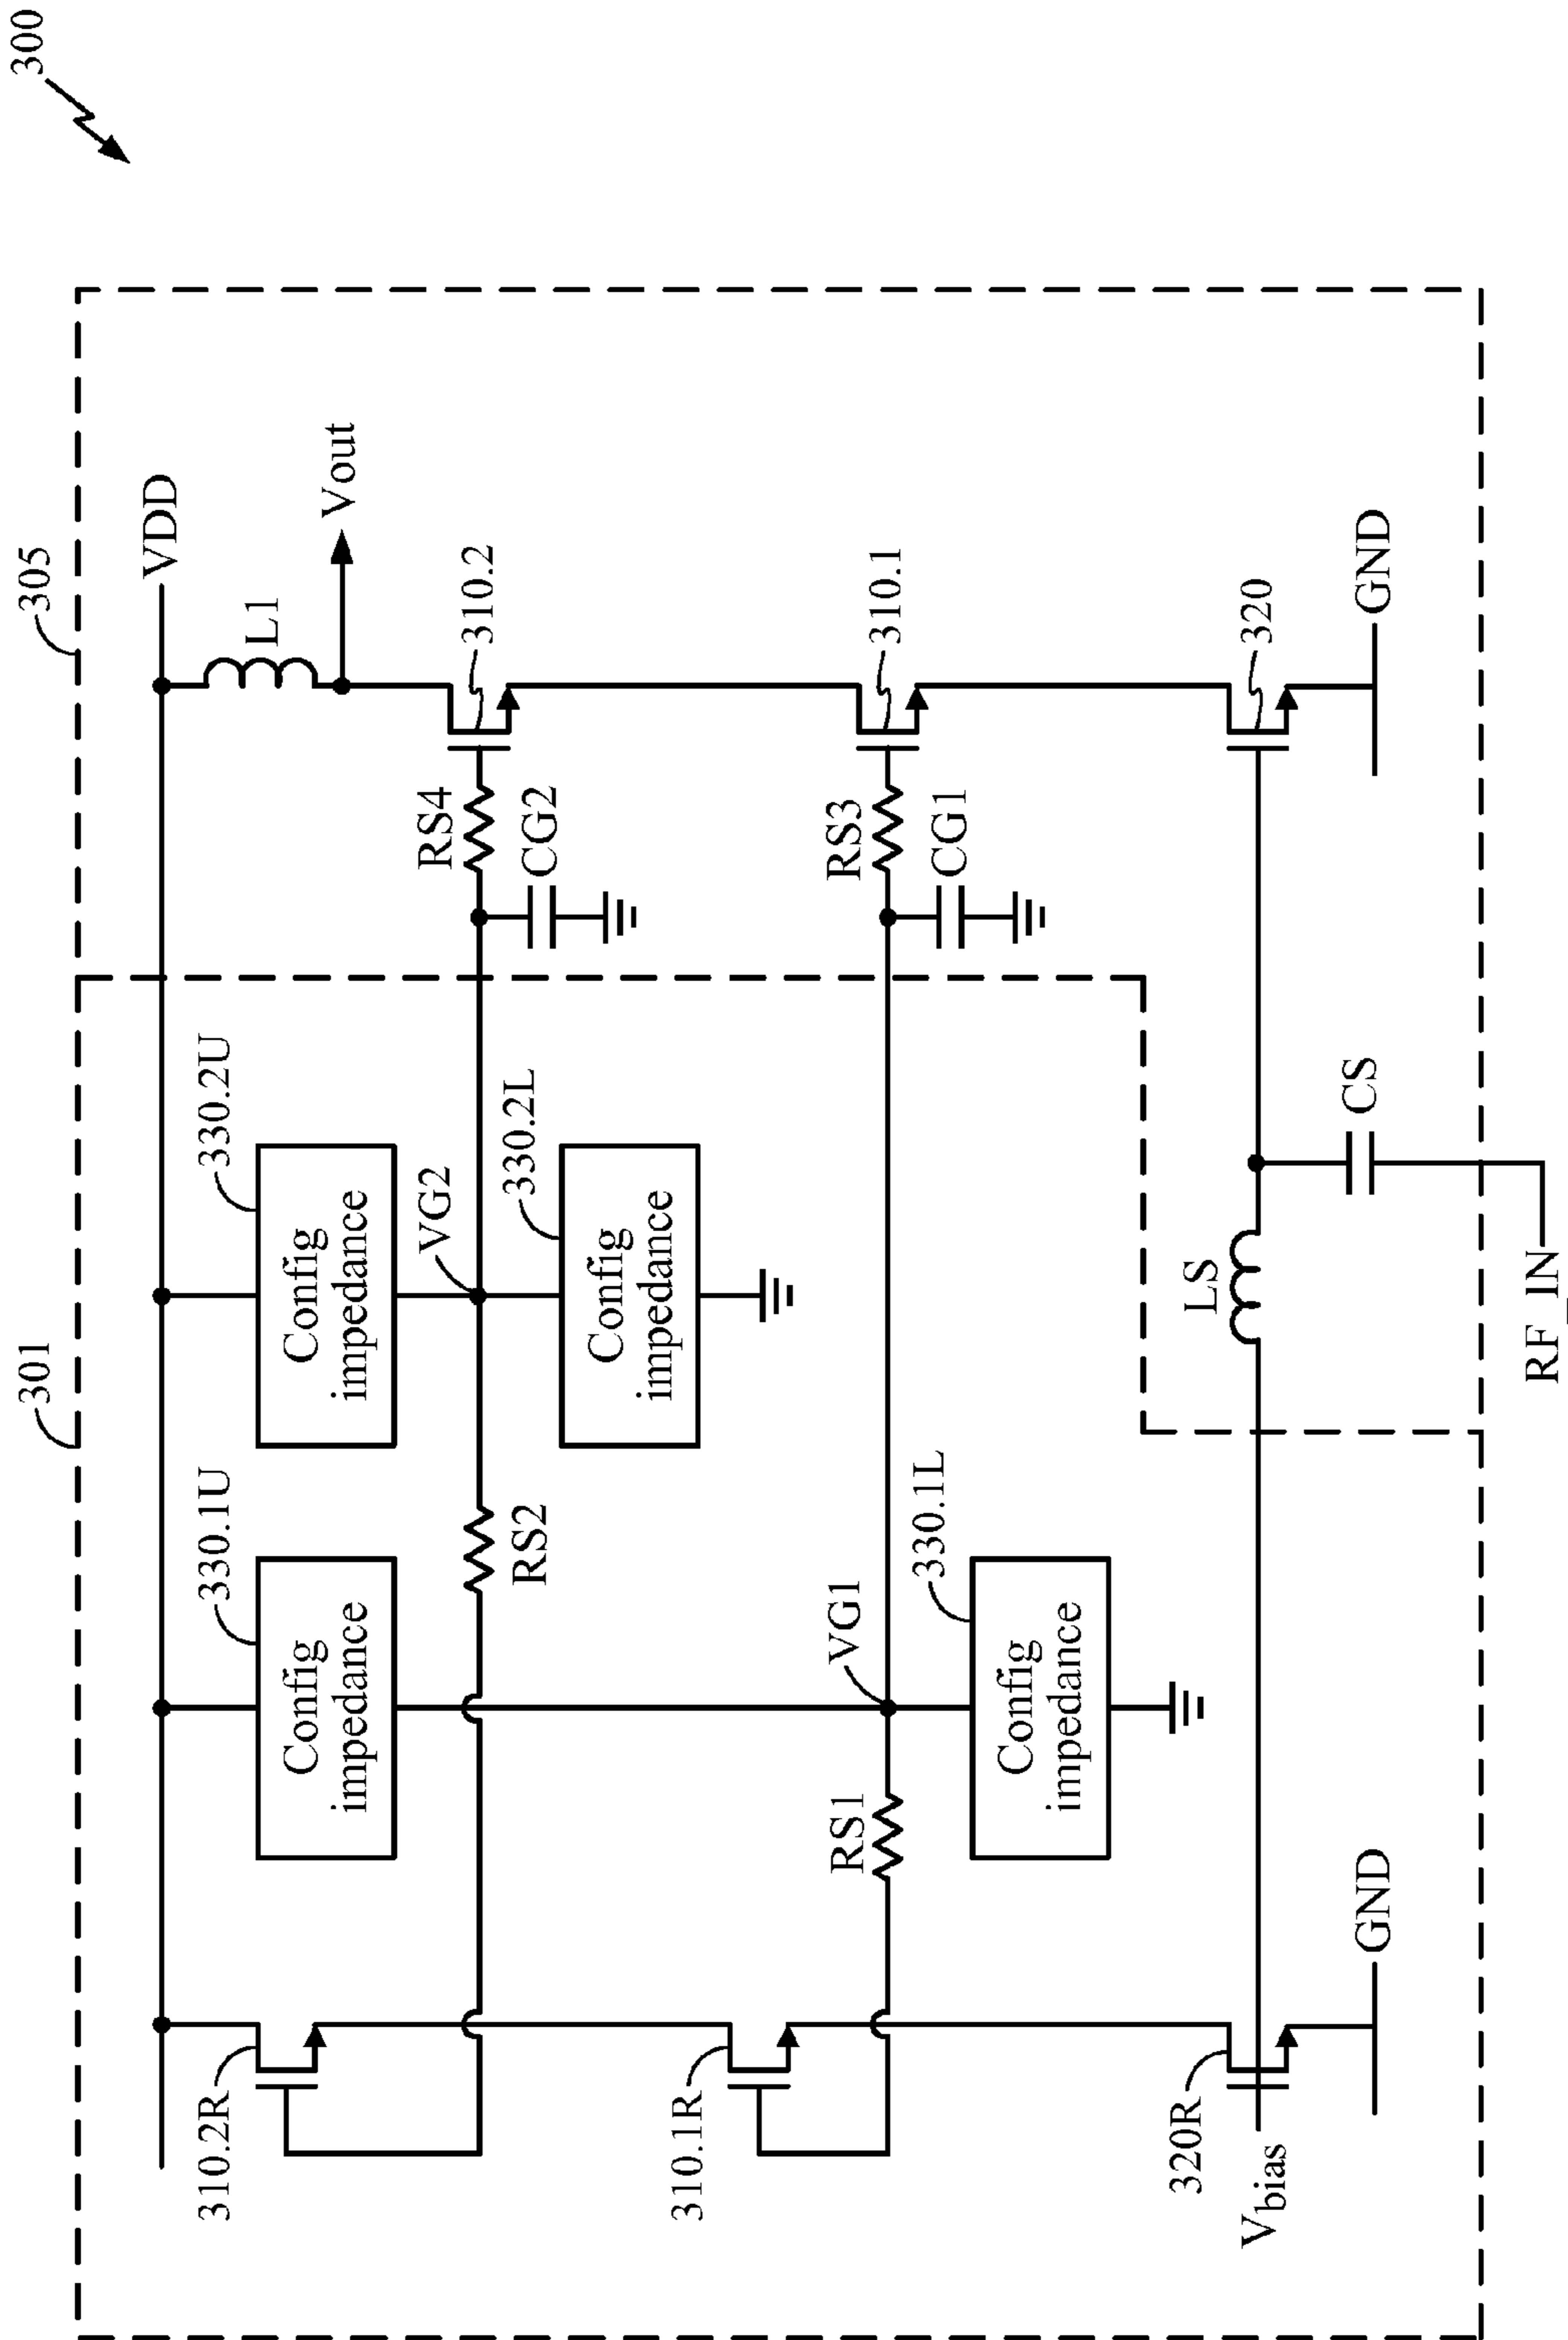 300
301
305
VDD
330.1U
330.2U
L1
Config
impedance
Config
impedance
Vout
310.2R
VG2
RS4
310.2
RS2
330.2L
CG2
Config
impedance
310.1R
VG1
RS3
310.1
RS1
330.1L
CG1
Config
impedance
320R
LS
320
Vbias
CS
GND
GND
RF_IN